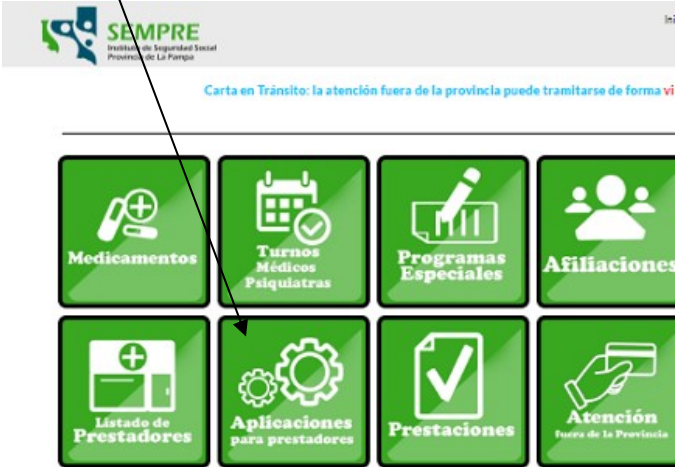 SEMPRE
Instituto de Seguridad Social
Provincia de La Pampa
Carta en Tránsito: la atención fuera de la provincia puede tramitarse de forma
Medicamentos
Turnos
Médicos
Psiquiatras
Programas
Especiales
Afiliaciones
Listado de
Prestadores
Aplicaciones
para prestadores
Prestaciones
Atención
fuera de la Provincia